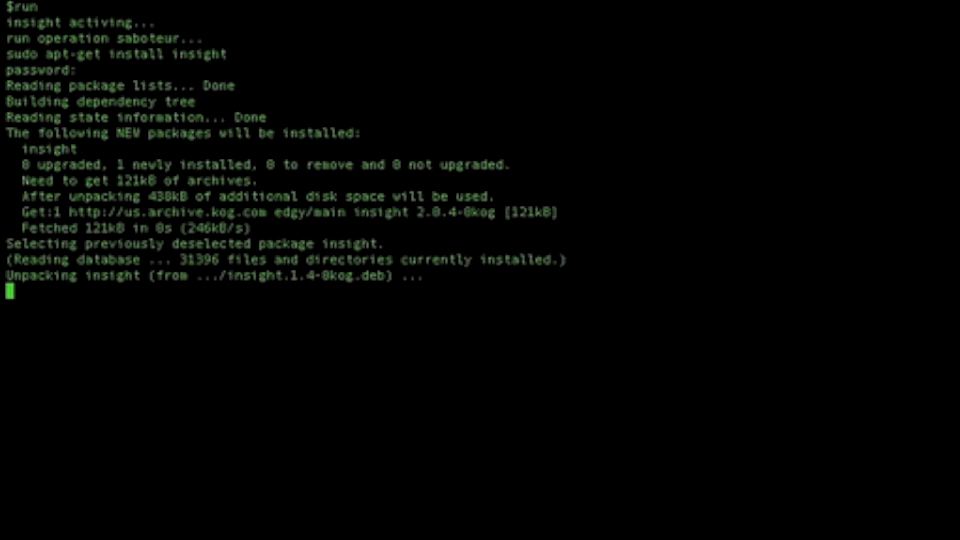 $run
insight activing...
run operation saboteur...
sudo apt-get install insight
password:
Reading package lists... Done
Building dependency tree
Reading state information... Done
The following NEW packages will be installed:
insight
0 upgraded, 1 newly installed, 0 to remove and 0 not upgraded.
Need to get 121kB of archives.
After unpacking 438kB of additional disk space will be used.
Get:1 http://us.archive.kog.com edgy/main insight 2.0.4-0kog [121kB]
Fetched 121kB in 0s (246kB/s)
Selecting previously deselected package insight.
(Reading database ... 31396 files and directories currently installed.)
Unpacking insight (from .../insight.1.4-0kog.deb) ...